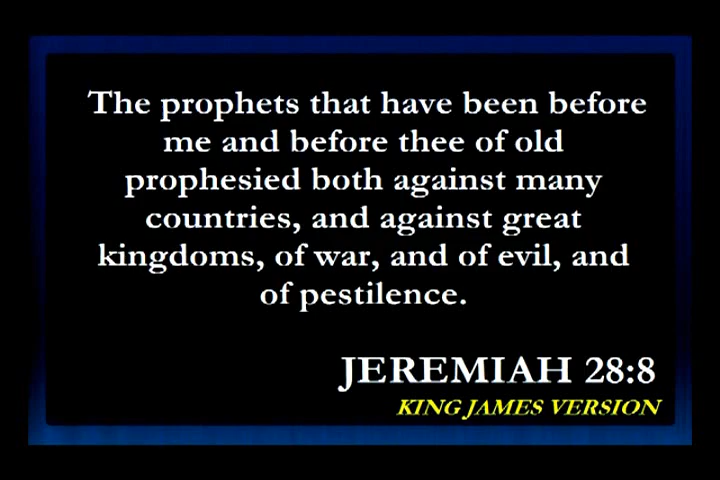 The prophets that have been before
me and before thee of old
prophesied both against many
countries, and against great
kingdoms, of war, and of evil, and
of pestilence.
JEREMIAH 28:8
KING JAMES VERSION